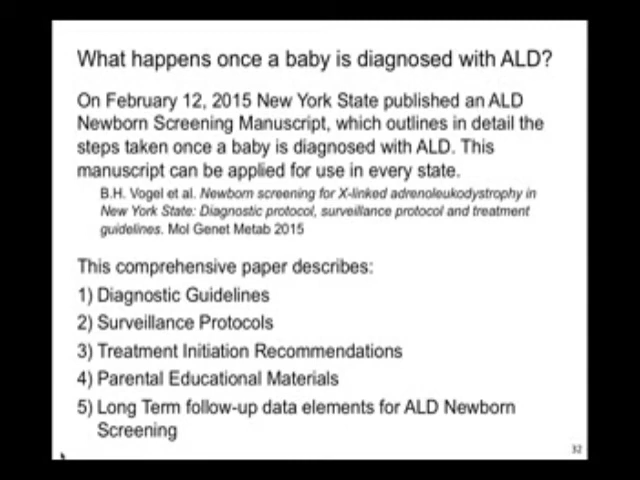 What happens once a baby is diagnosed with ALD?
On February 12, 2015 New York State published an ALD
Newborn Screening Manuscript, which outlines in detail the
steps taken once a baby is diagnosed with ALD. This
manuscript can be applied for use in every state.
B.H. Vogel et al. Newborn screening for X-linked adrenoleukodystrophy in
New York State: Diagnostic protocol, surveillance protocol and treatment
guidelines. Mol Genet Metab 2015
This comprehensive paper describes:
1) Diagnostic Guidelines
2) Surveillance Protocols
3) Treatment Initiation Recommendations
4) Parental Educational Materials
5) Long Term follow-up data elements for ALD Newborn
Screening
32